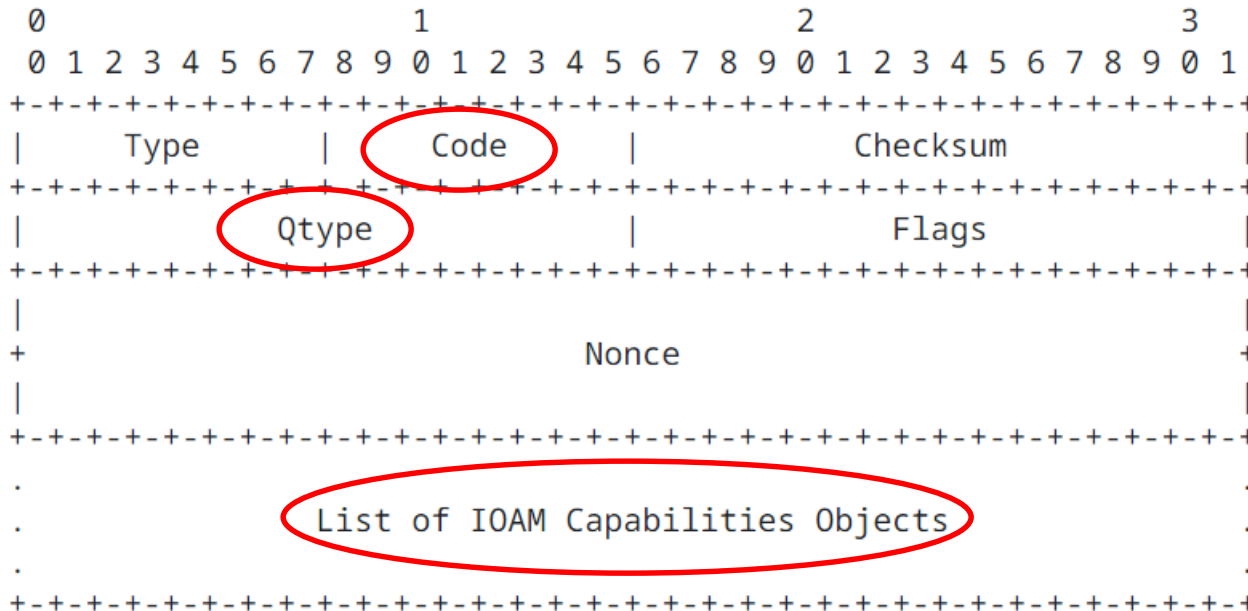 0                   1                   2                   3
 0 1 2 3 4 5 6 7 8 9 0 1 2 3 4 5 6 7 8 9 0 1 2 3 4 5 6 7 8 9 0 1
+-+-+-+-+-+-+-+-+-+-+-+-+-+-+-+-+-+-+-+-+-+-+-+-+-+-+-+-+-+-+-+-+
|     Type      |     Code      |           Checksum            |
+-+-+-+-+-+-+-+-+-+-+-+-+-+-+-+-+-+-+-+-+-+-+-+-+-+-+-+-+-+-+-+-+
|             Qtype             |             Flags             |
+-+-+-+-+-+-+-+-+-+-+-+-+-+-+-+-+-+-+-+-+-+-+-+-+-+-+-+-+-+-+-+-+
|                                                               |
+                             Nonce                             +
|                                                               |
+-+-+-+-+-+-+-+-+-+-+-+-+-+-+-+-+-+-+-+-+-+-+-+-+-+-+-+-+-+-+-+-+
.                                                               .
.               List of IOAM Capabilities Objects               .
.                                                               .
+-+-+-+-+-+-+-+-+-+-+-+-+-+-+-+-+-+-+-+-+-+-+-+-+-+-+-+-+-+-+-+-+